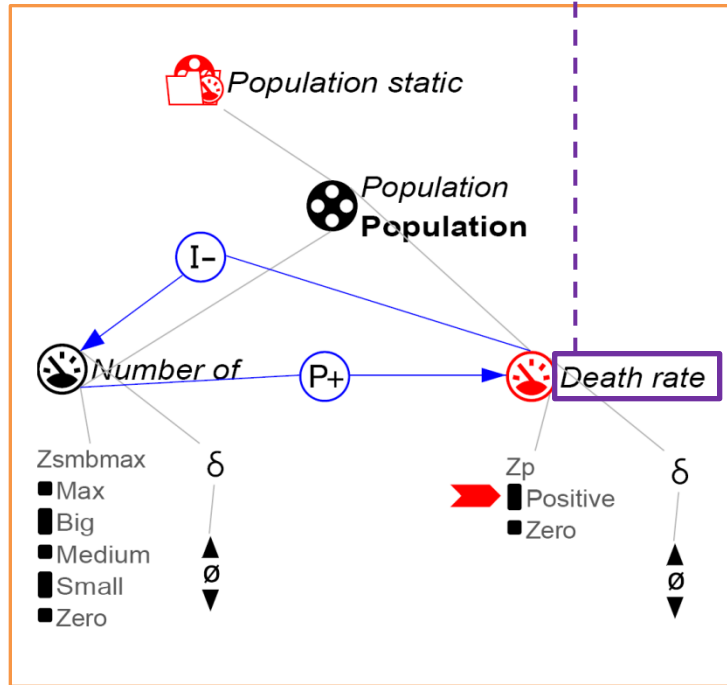 Population static
Population
Population
I-
Number of
P+
Death rate
Zsmbmax
Max
Big
Medium
Small
Zero
δ
ø
Zp
Positive
Zero
δ
ø